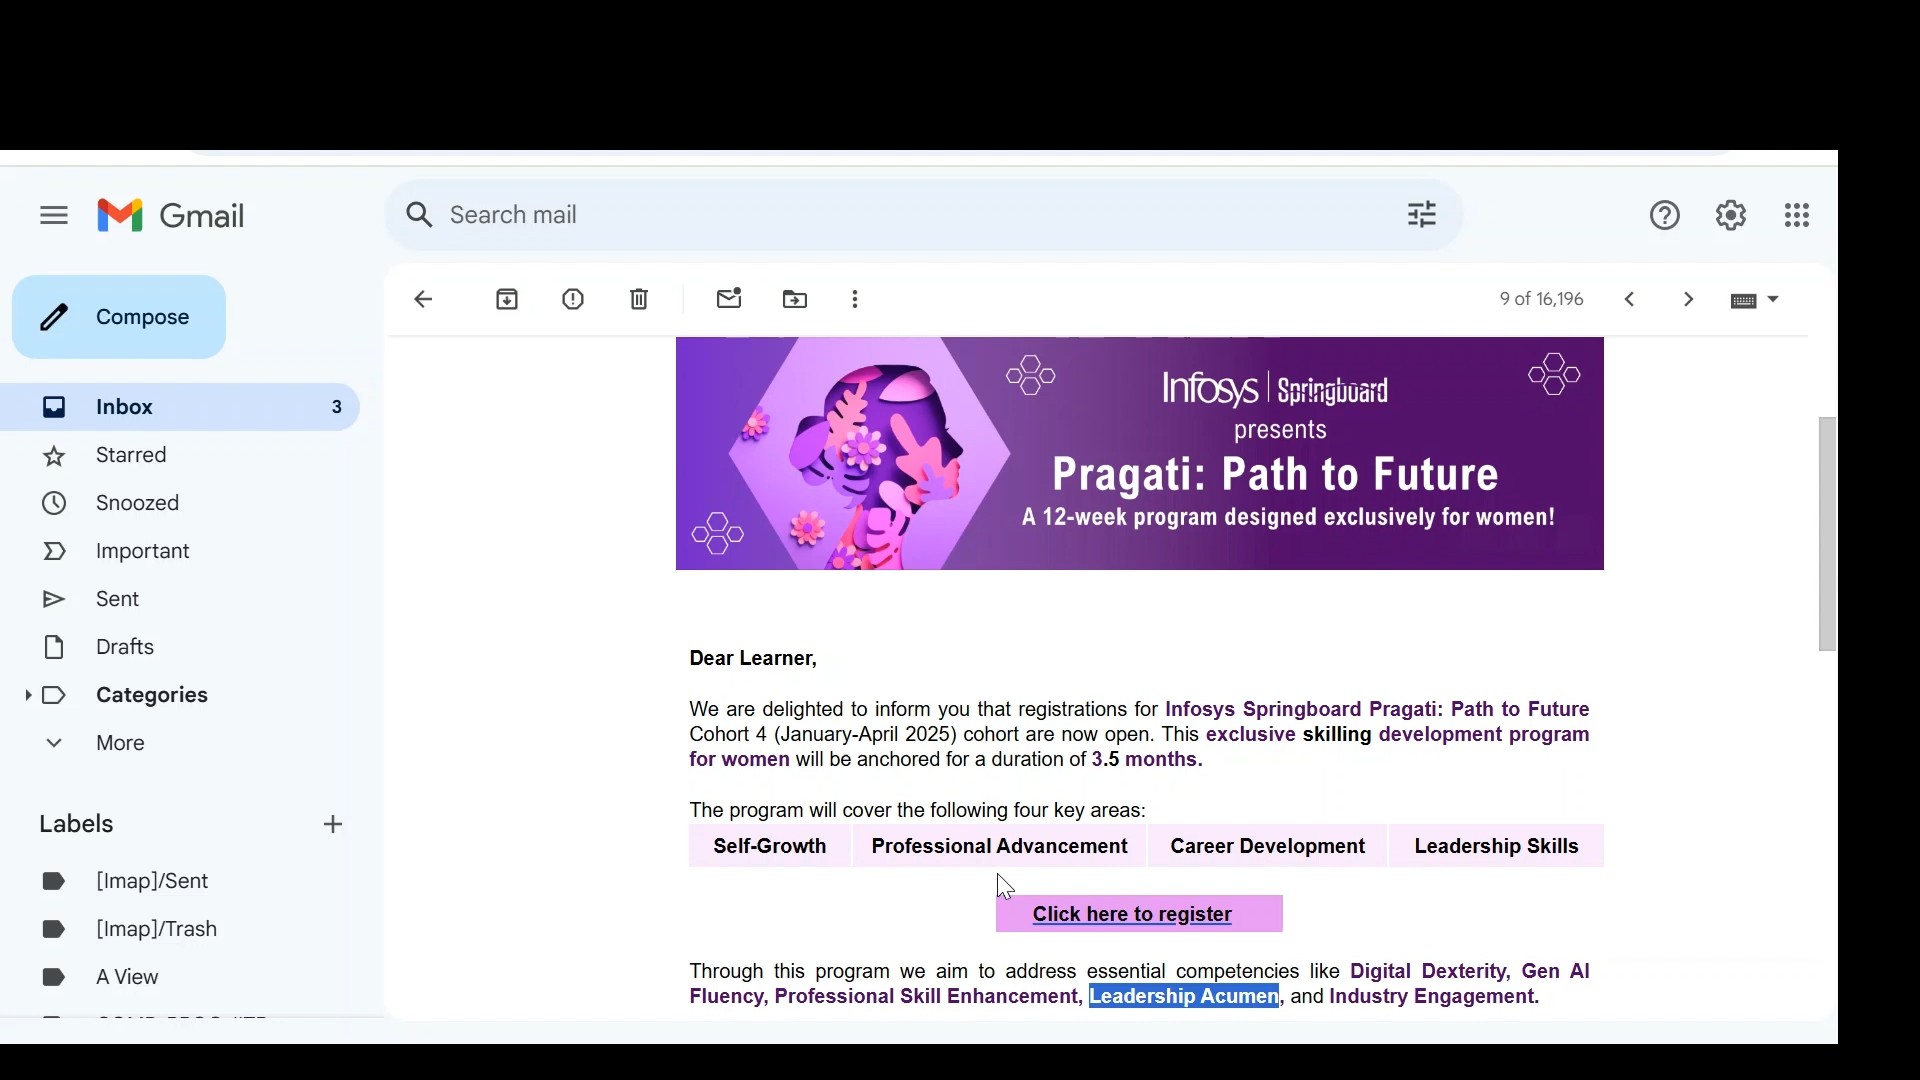 Gmail
Search mail
Compose
9 of 16,196
Inbox 3
Starred
Snoozed
Important
Sent
Drafts
Categories
More
Labels
[Imap]/Sent
[Imap]/Trash
A View
Infosys | Springboard
presents
Pragati: Path to Future
A 12-week program designed exclusively for women!
Dear Learner,
We are delighted to inform you that registrations for Infosys Springboard Pragati: Path to Future
Cohort 4 (January-April 2025) cohort are now open. This exclusive skilling development program
for women will be anchored for a duration of 3.5 months.
The program will cover the following four key areas:
Self-Growth Professional Advancement Career Development Leadership Skills
Click here to register
Through this program we aim to address essential competencies like Digital Dexterity, Gen AI
Fluency, Professional Skill Enhancement, Leadership Acumen, and Industry Engagement.